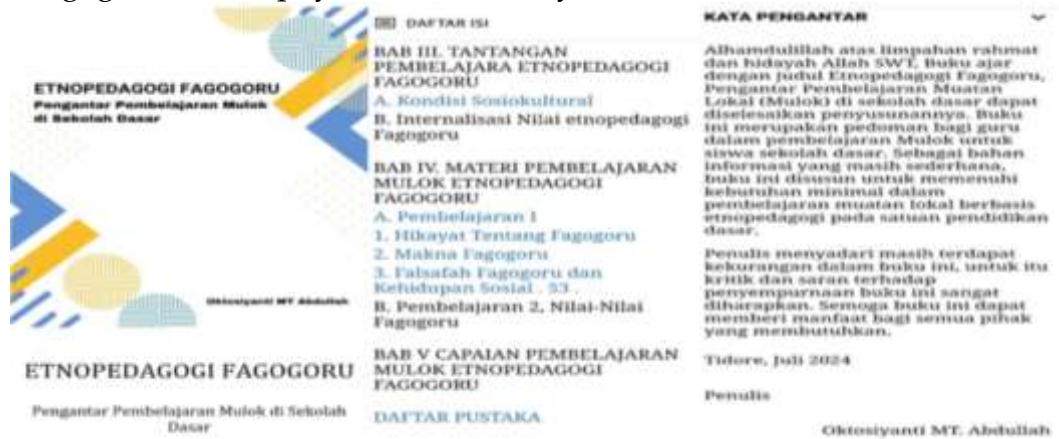 ETNOPEDAGOGI FAGOGORU
Pengantar Pembelajaran Mulok
di Sekolah Dasar
Oktosiyanti MT Abdullah
ETNOPEDAGOGI FAGOGORU
Pengantar Pembelajaran Mulok di Sekolah
Dasar
DAFTAR ISI
BAB III. TANTANGAN
PEMBELAJARA ETNOPEDAGOGI
FAGOGORU
A. Kondisi Sosiokultural
B. Internalisasi Nilai etnopedagogi
Fagogoru
BAB IV. MATERI PEMBELAJARAN
MULOK ETNOPEDAGOGI
FAGOGORU
A. Pembelajaran I
1. Hikayat Tentang Fagogoru
2. Makna Fagogoru
3. Falsafah Fagogoru dan
Kehidupan Sosial . 53 .
B. Pembelajaran 2, Nilai-Nilai
Fagogoru
BAB V CAPAIAN PEMBELAJARAN
MULOK ETNOPEDAGOGI
FAGOGORU
DAFTAR PUSTAKA
KATA PENGANTAR
Alhamdulillah atas limpahan rahmat
dan hidayah Allah SWT, Buku ajar
dengan judul Etnopedagogi Fagogoru,
Pengantar Pembelajaran Muatan
Lokal (Mulok) di sekolah dasar dapat
diselesaikan penyusunannya. Buku
ini merupakan pedoman bagi guru
dalam pembelajaran Mulok untuk
siswa sekolah dasar. Sebagai bahan
informasi yang masih sederhana,
buku ini disusun untuk memenuhi
kebutuhan minimal dalam
pembelajaran muatan lokal berbasis
etnopedagogi pada satuan pendidikan
dasar.
Penulis menyadari masih terdapat
kekurangan dalam buku ini, untuk itu
kritik dan saran terhadap
penyempurnaan buku ini sangat
diharapkan. Semoga buku ini dapat
memberi manfaat bagi semua pihak
yang membutuhkan.
Tidore, Juli 2024
Penulis
Oktosiyanti MT. Abdullah